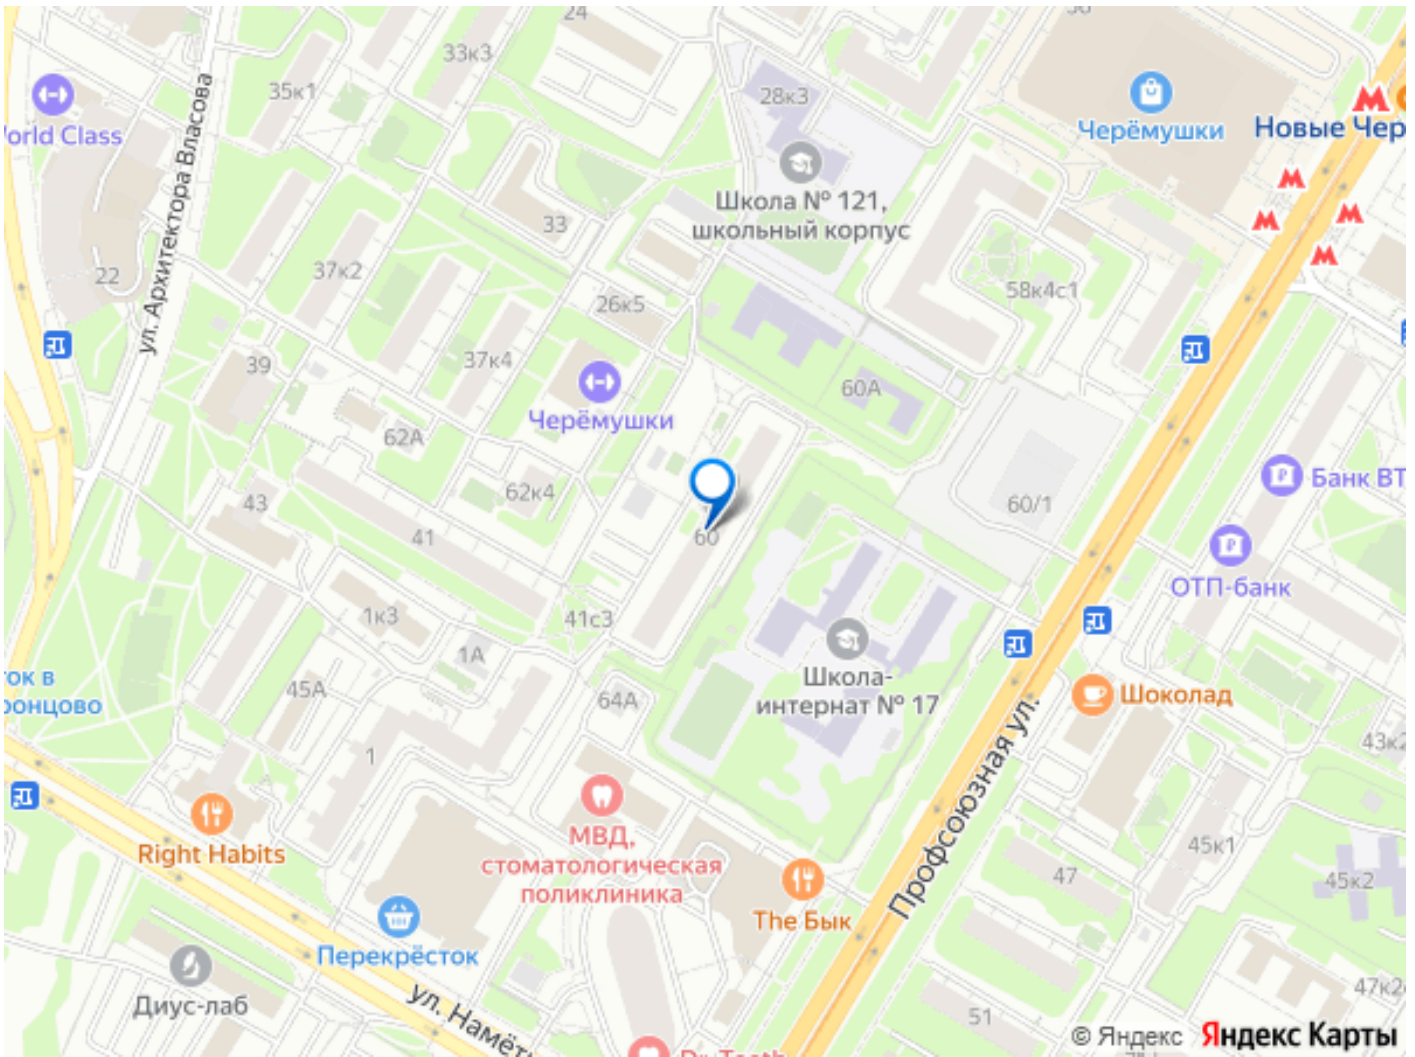 24
33к3
35к1
28к3
World Class
Черёмушки
Новые Чер
ул. Архитектора Власова
Школа № 121,
школьный корпус
33
22
37к2
26к5
58к4с1
39
37к4
60А
Черёмушки
62А
62к4
43
41
60
60/1
Банк ВТ
ОТП-банк
1к3
41с3
1А
45А
64А
Школа-
интернат № 17
Шоколад
ок в
ронцово
1
43к2
Профсоюзная ул.
Right Habits
МВД,
стоматологическая
поликлиника
The Бык
47
45к1
45к2
Перекрёсток
Диус-лаб
ул. Намётк
51
47к2
© Яндекс Яндекс Карты